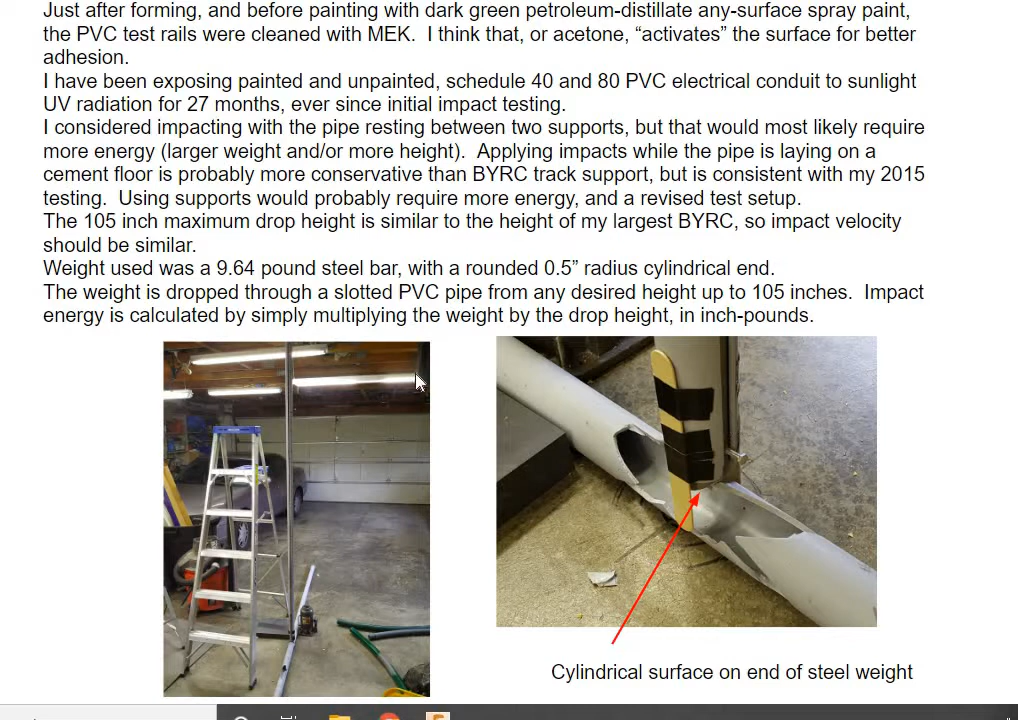 Just after forming, and before painting with dark green petroleum-distillate any-surface spray paint,
the PVC test rails were cleaned with MEK.  I think that, or acetone, “activates” the surface for better
adhesion.
I have been exposing painted and unpainted, schedule 40 and 80 PVC electrical conduit to sunlight
UV radiation for 27 months, ever since initial impact testing.
I considered impacting with the pipe resting between two supports, but that would most likely require
more energy (larger weight and/or more height).  Applying impacts while the pipe is laying on a
cement floor is probably more conservative than BYRC track support, but is consistent with my 2015
testing.  Using supports would probably require more energy, and a revised test setup.
The 105 inch maximum drop height is similar to the height of my largest BYRC, so impact velocity
should be similar.
Weight used was a 9.64 pound steel bar, with a rounded 0.5” radius cylindrical end.
The weight is dropped through a slotted PVC pipe from any desired height up to 105 inches.  Impact
energy is calculated by simply multiplying the weight by the drop height, in inch-pounds.
Cylindrical surface on end of steel weight